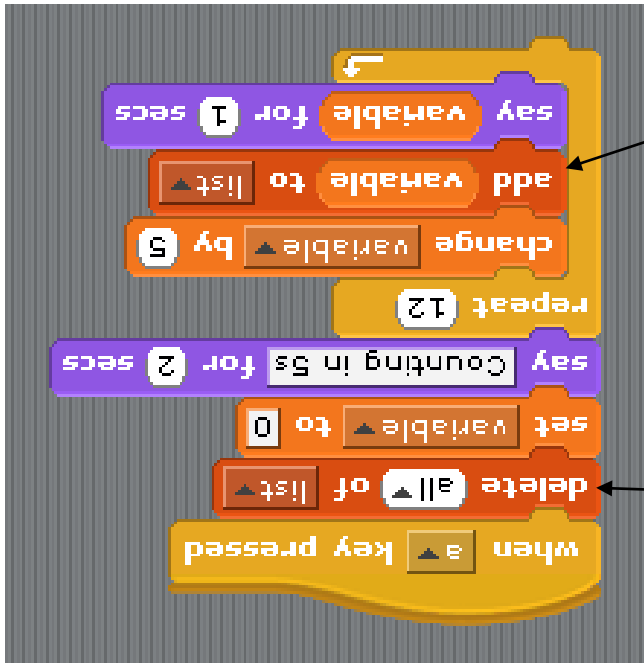 when a key pressed
delete all of list
set variable to 0
say Counting in 5s for 2 secs
repeat 12
change variable by 5
add variable to list
say variable for 1 secs